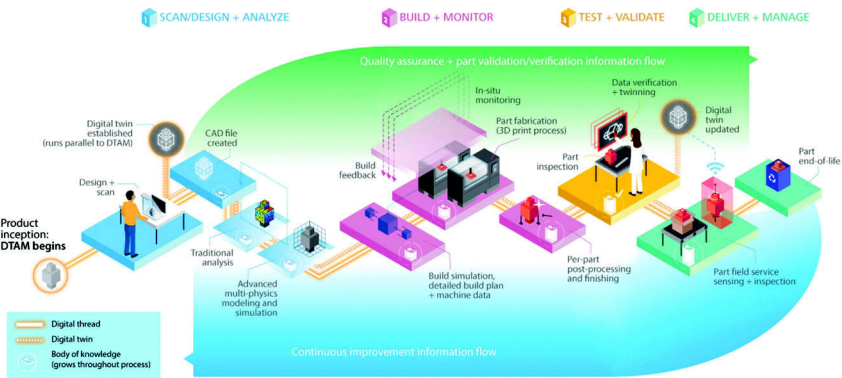 1 SCAN/DESIGN + ANALYZE
2 BUILD + MONITOR
3 TEST + VALIDATE
4 DELIVER + MANAGE
Quality assurance + part validation/verification information flow
Digital twin
established
(runs parallel to DTAM)
CAD file
created
Design +
scan
Product
inception:
DTAM begins
Traditional
analysis
Advanced
multi-physics
modeling and
simulation
In-situ
monitoring
Build
feedback
Part fabrication
(3D print process)
Build simulation,
detailed build plan
+ machine data
Per-part
post-processing
and finishing
Part
inspection
Data verification
+ twinning
Digital
twin
updated
Part
end-of-life
Part field service
sensing + inspection
Continuous improvement information flow
Digital thread
Digital twin
Body of knowledge
(grows throughout process)